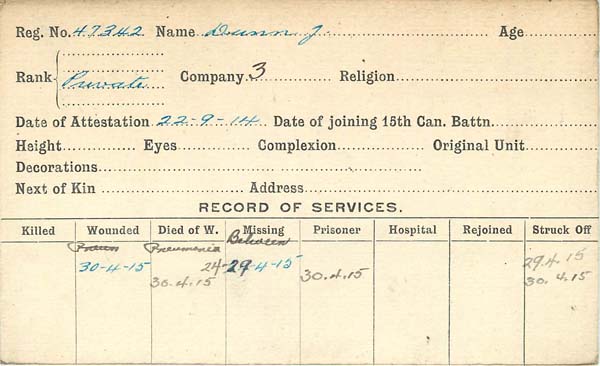 Reg. No. 47342 Name Dunn J. Age
Rank Private Company 3 Religion
Date of Attestation 22-9-14 Date of joining 15th Can. Battn.
Height Eyes Complexion Original Unit
Decorations
Next of Kin Address
RECORD OF SERVICES.
Killed Wounded Died of W. Missing Prisoner Hospital Rejoined Struck Off
Pneum Pneumonia Between
30-4-15 24-29-4-15 29.4.15
30.4.15 30.4.15 30.4.15